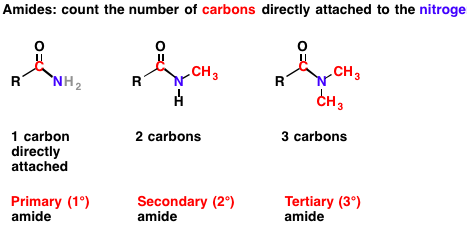 Amides: count the number of carbons directly attached to the nitroge
O O O
C C CH3 C CH3
R NH2 R N R N
H CH3
1 carbon 2 carbons 3 carbons
directly
attached
Primary (1°) Secondary (2°) Tertiary (3°)
amide amide amide